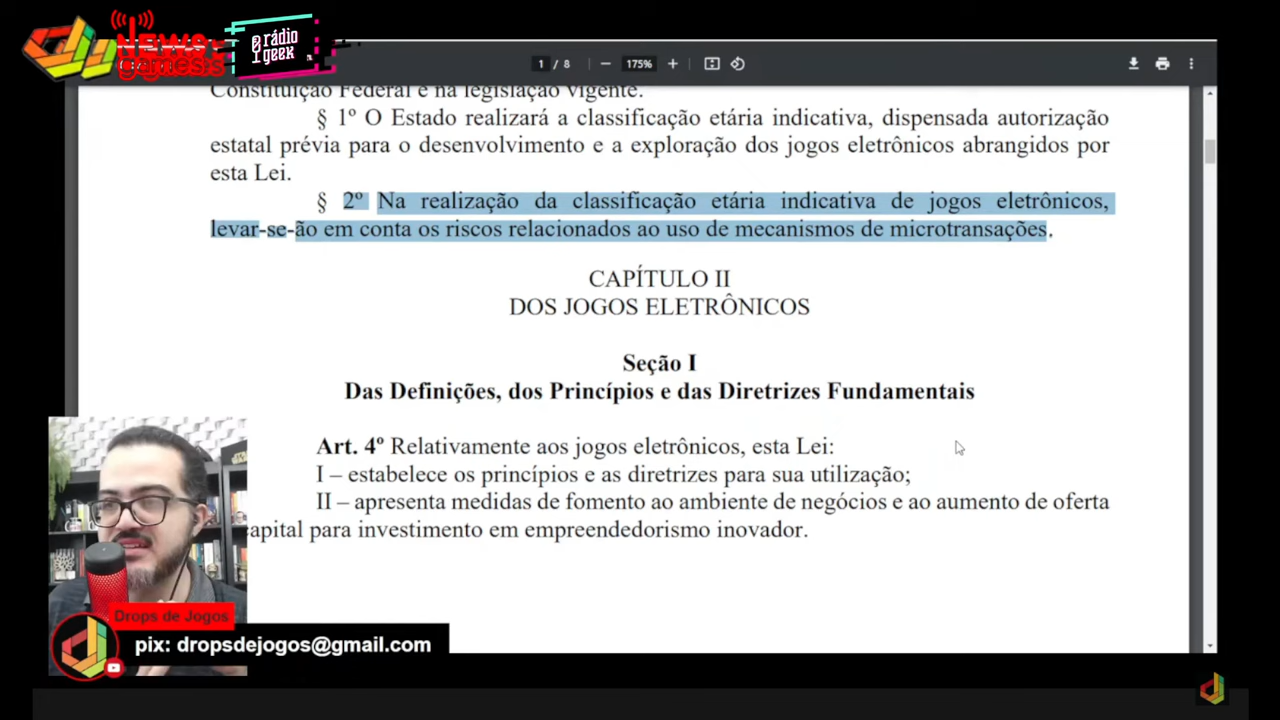 NEWS
games
rádio
geek
1 / 8
175%
Constituição Federal e na legislação vigente.
§ 1º O Estado realizará a classificação etária indicativa, dispensada autorização
estatal prévia para o desenvolvimento e a exploração dos jogos eletrônicos abrangidos por
esta Lei.
§ 2º Na realização da classificação etária indicativa de jogos eletrônicos,
levar-se-ão em conta os riscos relacionados ao uso de mecanismos de microtransações.
CAPÍTULO II
DOS JOGOS ELETRÔNICOS
Seção I
Das Definições, dos Princípios e das Diretrizes Fundamentais
Art. 4º Relativamente aos jogos eletrônicos, esta Lei:
I – estabelece os princípios e as diretrizes para sua utilização;
II – apresenta medidas de fomento ao ambiente de negócios e ao aumento de oferta
capital para investimento em empreendedorismo inovador.
Drops de Jogos
pix: dropsdejogos@gmail.com